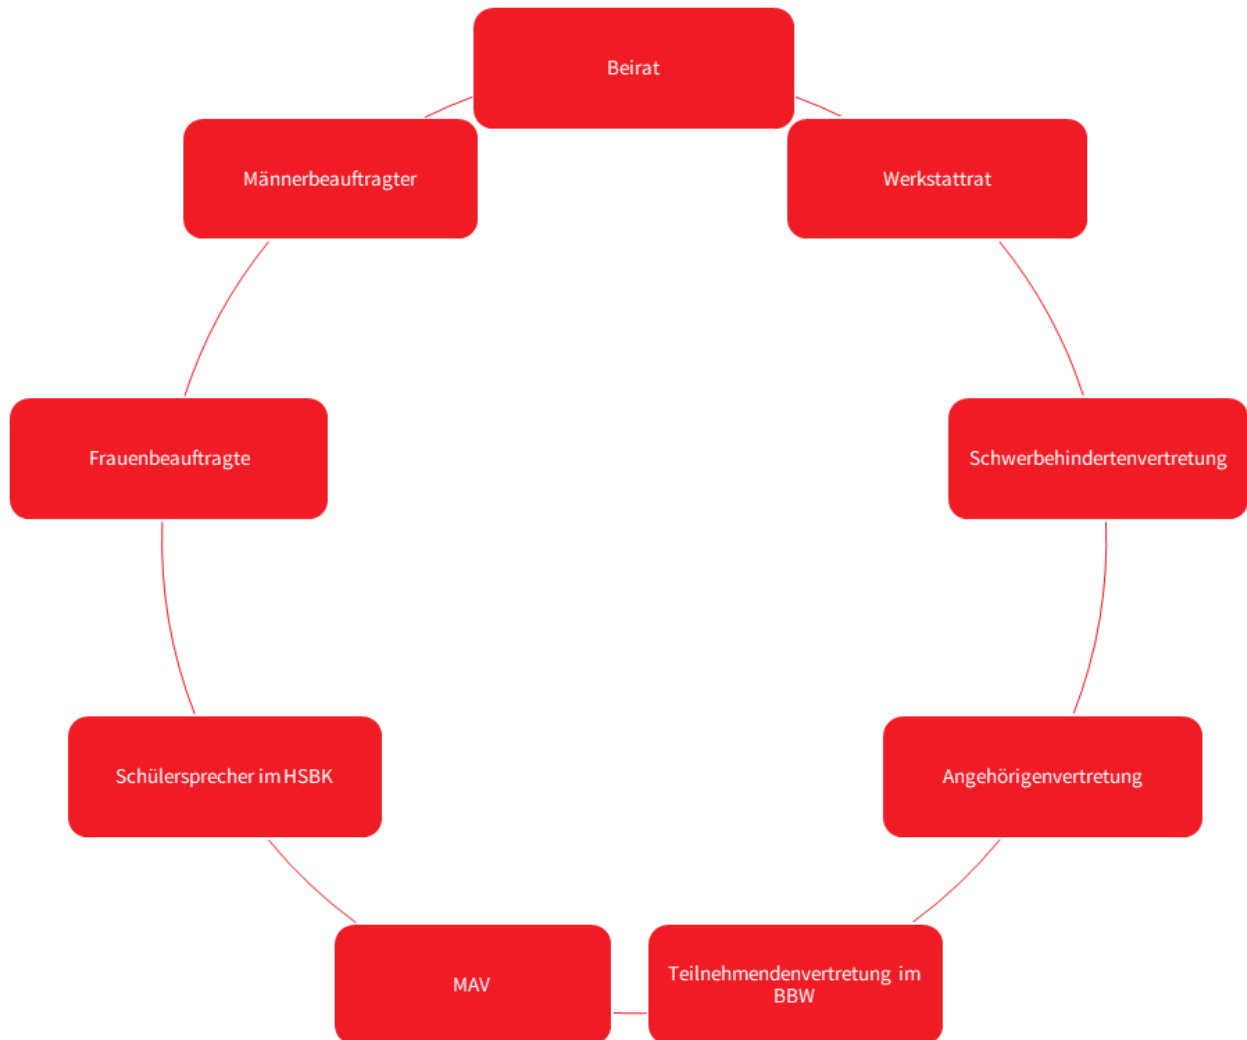 Beirat
Männerbeauftragter
Werkstattrat
Frauenbeauftragte
Schwerbehindertenvertretung
Schülersprecher im HSBK
Angehörigenvertretung
MAV
Teilnehmendenvertretung im
BBW